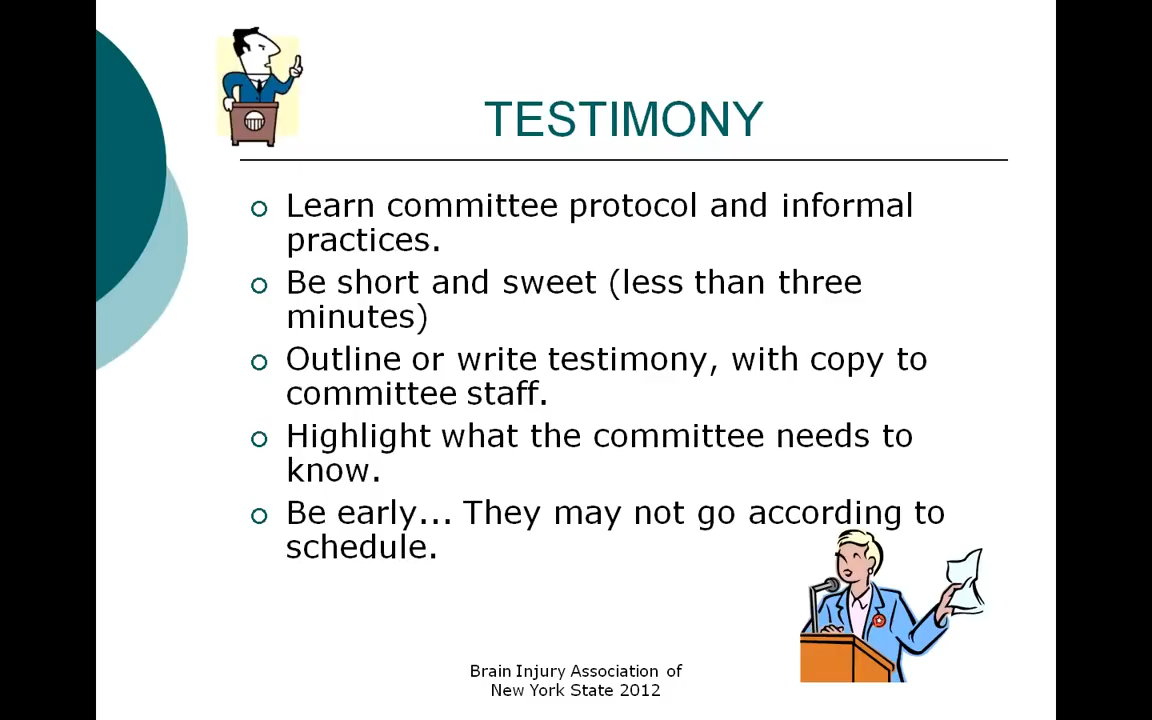 TESTIMONY
Learn committee protocol and informal
practices.
Be short and sweet (less than three
minutes)
Outline or write testimony, with copy to
committee staff.
Highlight what the committee needs to
know.
Be early... They may not go according to
schedule.
Brain Injury Association of
New York State 2012